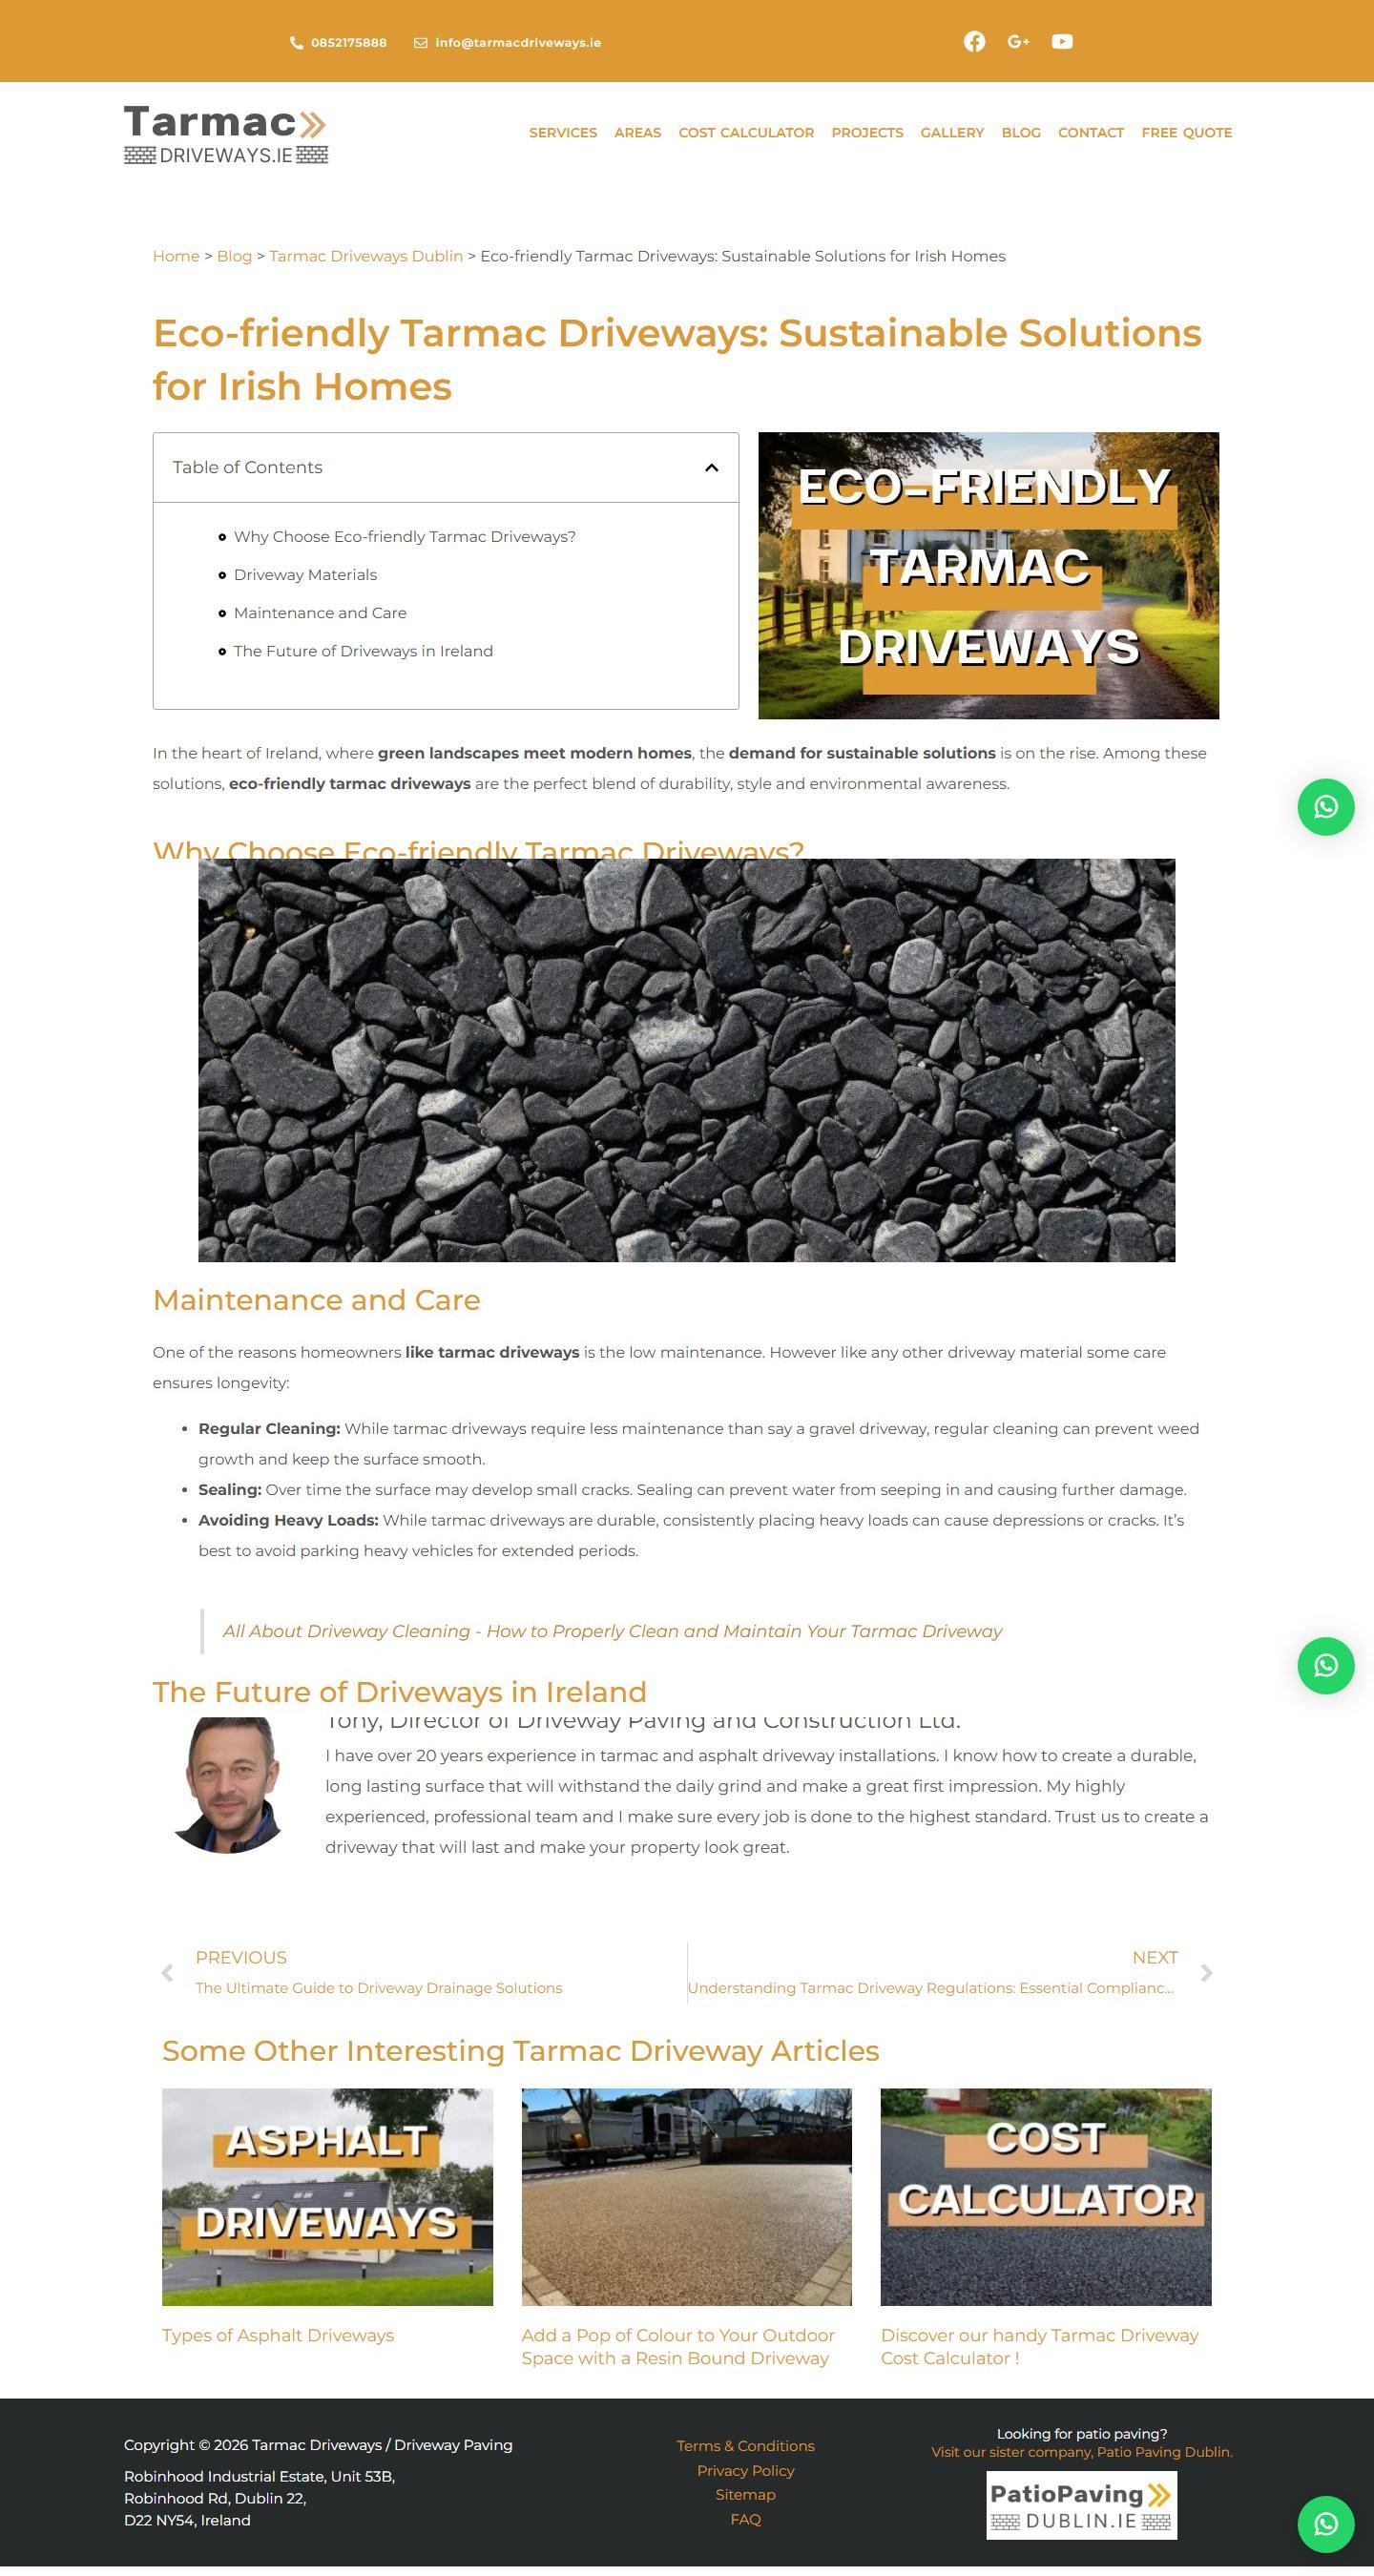 0852175888 info@tarmacdriveways.ie
Tarmac
DRIVEWAYS.IE
SERVICES AREAS COST CALCULATOR PROJECTS GALLERY BLOG CONTACT FREE QUOTE
Home > Blog > Tarmac Driveways Dublin > Eco-friendly Tarmac Driveways: Sustainable Solutions for Irish Homes
Eco-friendly Tarmac Driveways: Sustainable Solutions
for Irish Homes
Table of Contents
Why Choose Eco-friendly Tarmac Driveways?
Driveway Materials
Maintenance and Care
The Future of Driveways in Ireland
ECO-FRIENDLY
TARMAC
DRIVEWAYS
In the heart of Ireland, where green landscapes meet modern homes, the demand for sustainable solutions is on the rise. Among these
solutions, eco-friendly tarmac driveways are the perfect blend of durability, style and environmental awareness.
Why Choose Eco-friendly Tarmac Driveways?
Maintenance and Care
One of the reasons homeowners like tarmac driveways is the low maintenance. However like any other driveway material some care
ensures longevity:
• Regular Cleaning: While tarmac driveways require less maintenance than say a gravel driveway, regular cleaning can prevent weed
growth and keep the surface smooth.
• Sealing: Over time the surface may develop small cracks. Sealing can prevent water from seeping in and causing further damage.
• Avoiding Heavy Loads: While tarmac driveways are durable, consistently placing heavy loads can cause depressions or cracks. It’s
best to avoid parking heavy vehicles for extended periods.
All About Driveway Cleaning - How to Properly Clean and Maintain Your Tarmac Driveway
The Future of Driveways in Ireland
Tony, Director of Driveway Paving and Construction Ltd.
I have over 20 years experience in tarmac and asphalt driveway installations. I know how to create a durable,
long lasting surface that will withstand the daily grind and make a great first impression. My highly
experienced, professional team and I make sure every job is done to the highest standard. Trust us to create a
driveway that will last and make your property look great.
PREVIOUS
The Ultimate Guide to Driveway Drainage Solutions
NEXT
Understanding Tarmac Driveway Regulations: Essential Complianc...
Some Other Interesting Tarmac Driveway Articles
ASPHALT
DRIVEWAYS
COST
CALCULATOR
Types of Asphalt Driveways
Add a Pop of Colour to Your Outdoor
Space with a Resin Bound Driveway
Discover our handy Tarmac Driveway
Cost Calculator !
Copyright © 2026 Tarmac Driveways / Driveway Paving
Robinhood Industrial Estate, Unit 53B,
Robinhood Rd, Dublin 22,
D22 NY54, Ireland
Terms & Conditions
Privacy Policy
Sitemap
FAQ
Looking for patio paving?
Visit our sister company, Patio Paving Dublin.
PatioPaving
DUBLIN.IE